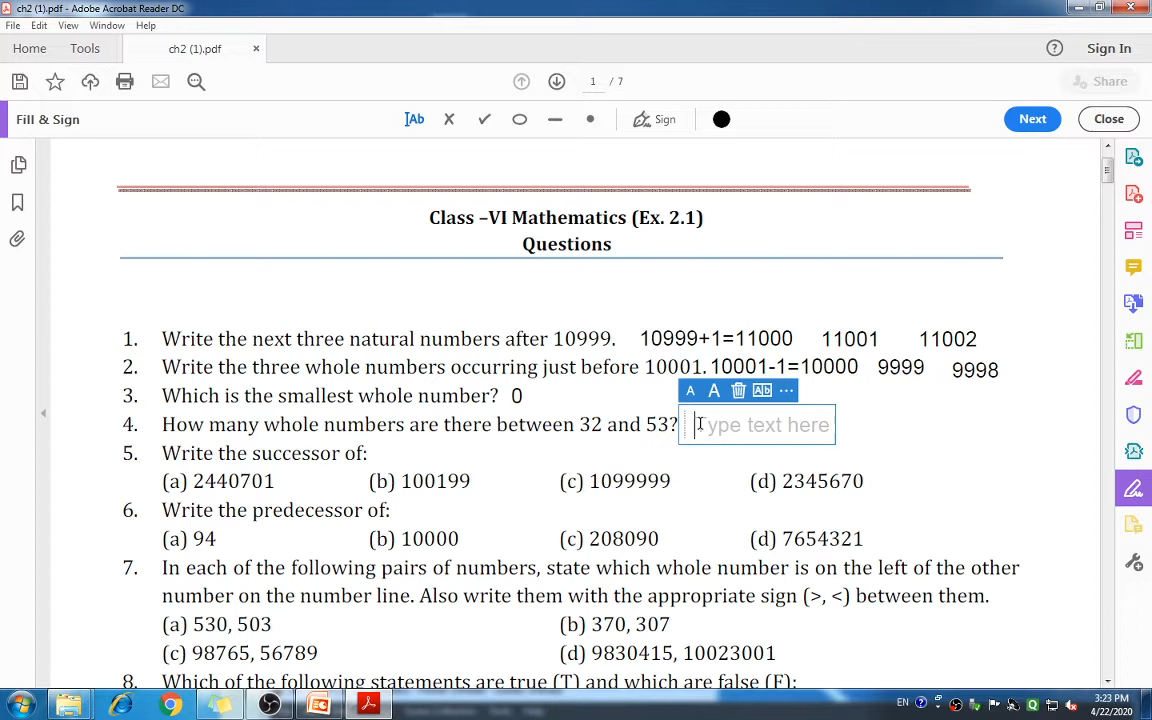 ch2 (1).pdf - Adobe Acrobat Reader DC
File Edit View Window Help
Home Tools ch2 (1).pdf × Sign In
1 / 7 Share
Fill & Sign Sign Next Close
Class –VI Mathematics (Ex. 2.1)
Questions
1. Write the next three natural numbers after 10999. 10999+1=11000 11001 11002
2. Write the three whole numbers occurring just before 10001. 10001-1=10000 9999 9998
3. Which is the smallest whole number? 0
4. How many whole numbers are there between 32 and 53? Type text here
5. Write the successor of:
(a) 2440701 (b) 100199 (c) 1099999 (d) 2345670
6. Write the predecessor of:
(a) 94 (b) 10000 (c) 208090 (d) 7654321
7. In each of the following pairs of numbers, state which whole number is on the left of the other
number on the number line. Also write them with the appropriate sign (>, <) between them.
(a) 530, 503 (b) 370, 307
(c) 98765, 56789 (d) 9830415, 10023001
8. Which of the following statements are true (T) and which are false (F):
EN 3:23 PM
4/22/2020